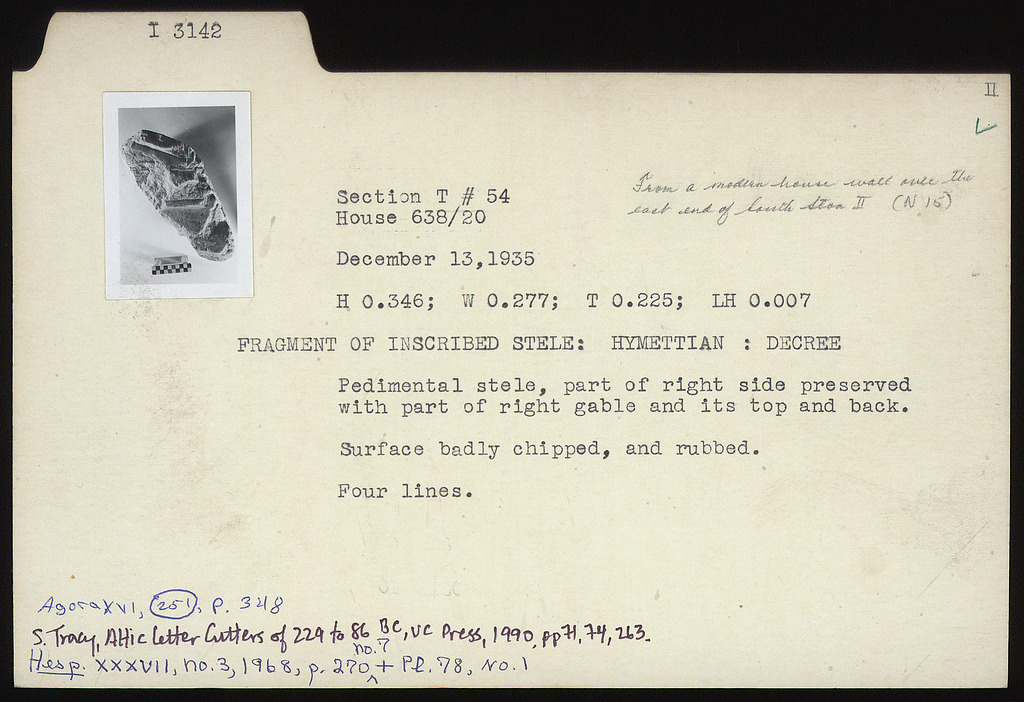 I 3142
II
From a modern house wall over the
east end of South Stoa II (N 15)
Section T # 54
House 638/20
December 13,1935
H 0.346; W 0.277; T 0.225; LH 0.007
FRAGMENT OF INSCRIBED STELE: HYMETTIAN : DECREE
Pedimental stele, part of right side preserved
with part of right gable and its top and back.
Surface badly chipped, and rubbed.
Four lines.
Agora XVI, 251, p. 348
S. Tracy, Attic Letter Cutters of 229 to 86 BC, UC Press, 1990, pp 71, 74, 263.
no. 7
Hesp. XXXVII, no. 3, 1968, p. 270 ^ + Pl. 78, No. 1